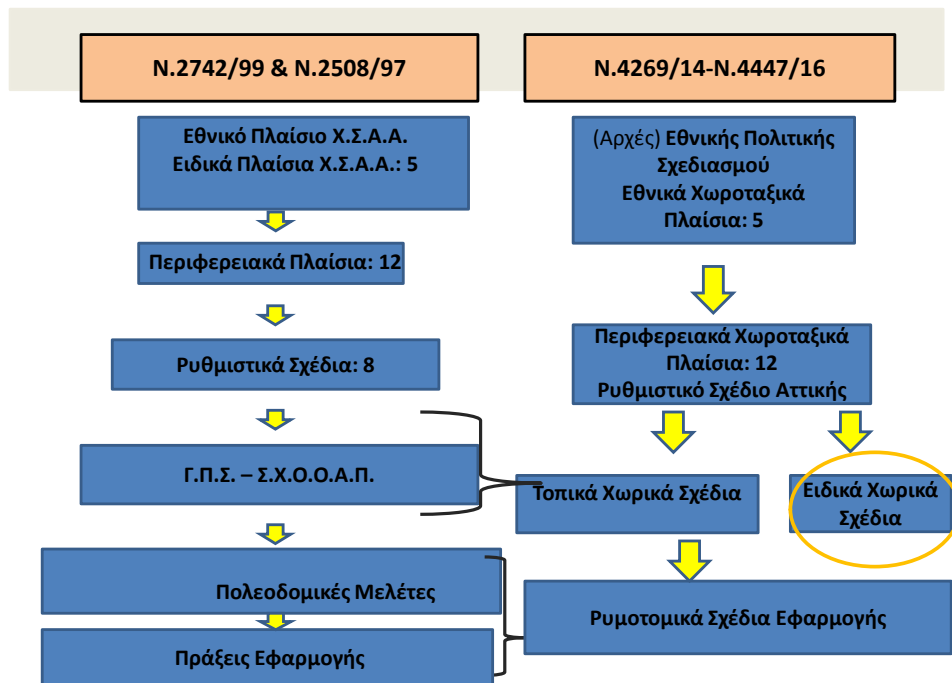 Ν.2742/99 & Ν.2508/97
Εθνικό Πλαίσιο Χ.Σ.Α.Α.
Ειδικά Πλαίσια Χ.Σ.Α.Α.: 5
Περιφερειακά Πλαίσια: 12
Ρυθμιστικά Σχέδια: 8
Γ.Π.Σ. – Σ.Χ.Ο.Ο.Α.Π.
Πολεοδομικές Μελέτες
Πράξεις Εφαρμογής
Ν.4269/14-Ν.4447/16
(Αρχές) Εθνικής Πολιτικής
Σχεδιασμού
Εθνικά Χωροταξικά
Πλαίσια: 5
Περιφερειακά Χωροταξικά
Πλαίσια: 12
Ρυθμιστικό Σχέδιο Αττικής
Τοπικά Χωρικά Σχέδια
Ειδικά Χωρικά
Σχέδια
Ρυμοτομικά Σχέδια Εφαρμογής